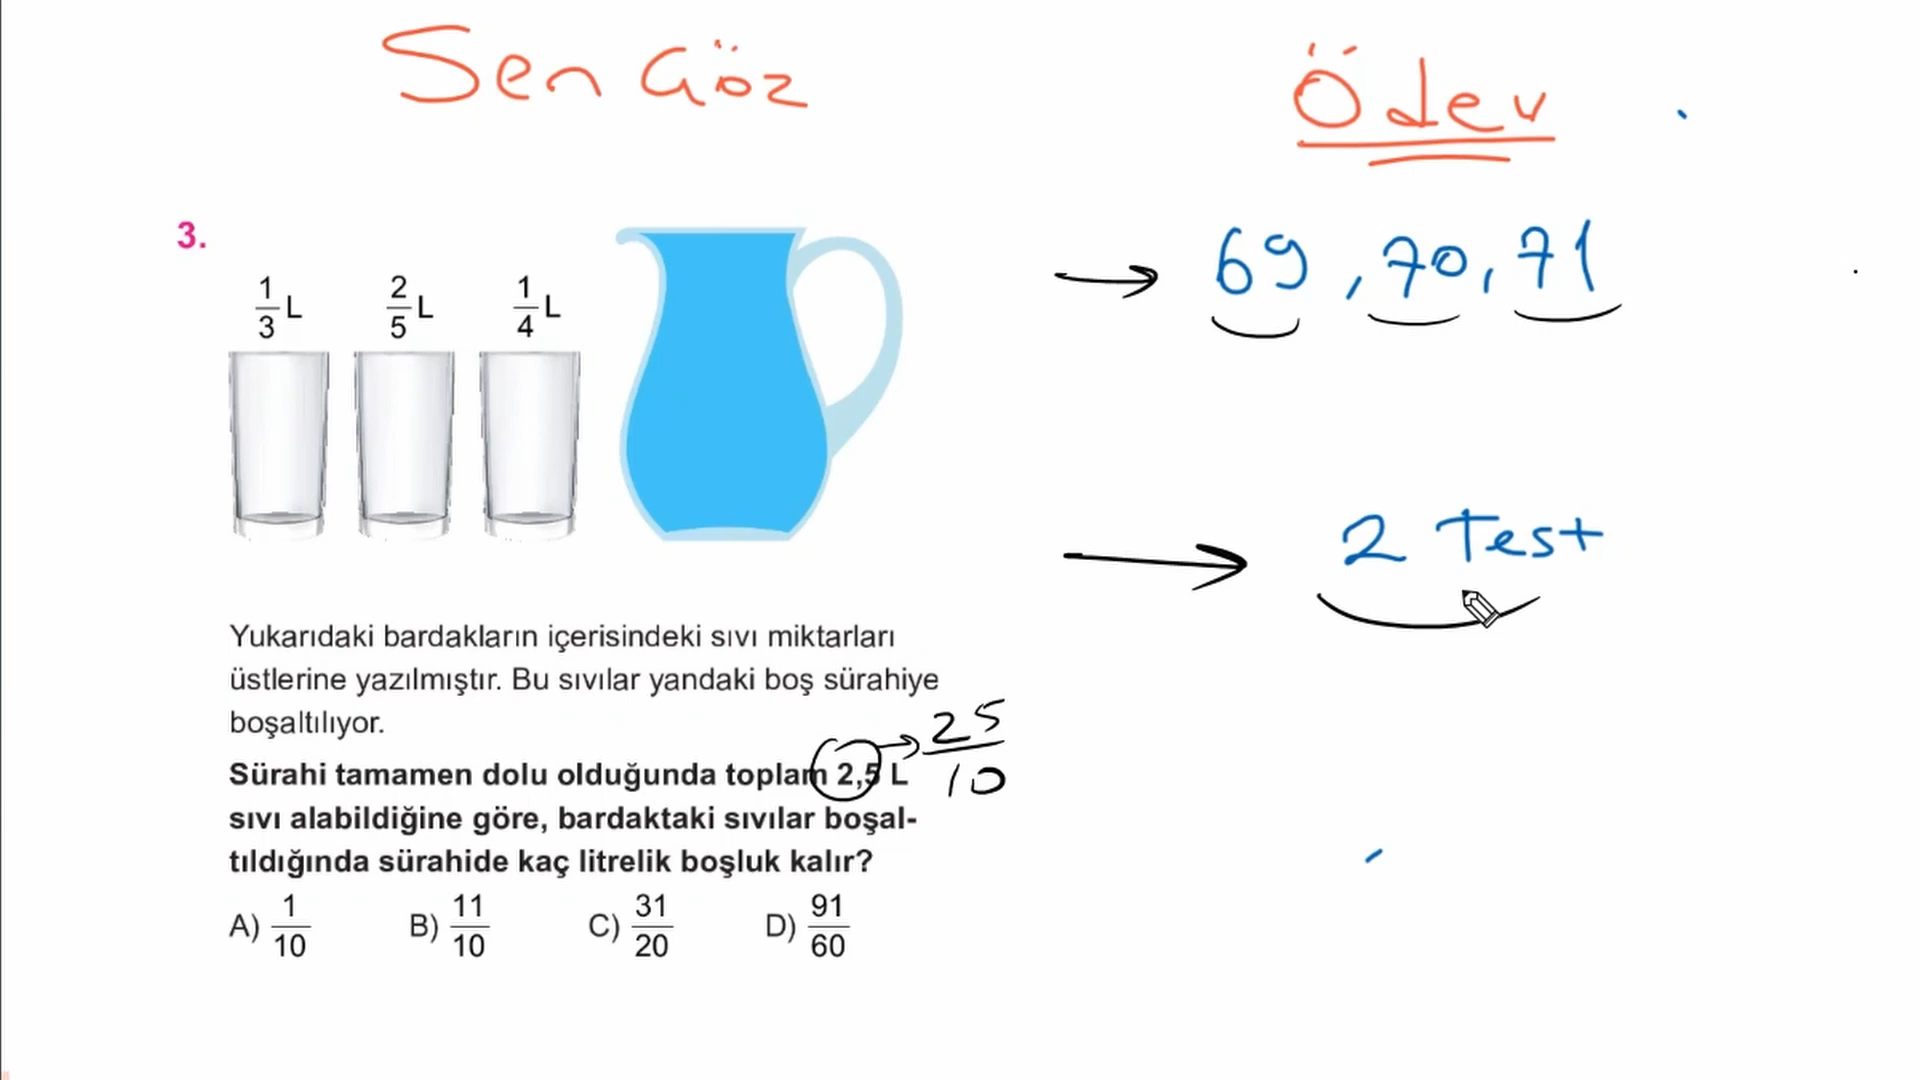 Sen Çöz
Ödev
3.
1/3 L
2/5 L
1/4 L
69, 70, 71
2 Test
Yukarıdaki bardakların içerisindeki sıvı miktarları
üstlerine yazılmıştır. Bu sıvılar yandaki boş sürahiye
boşaltılıyor.
25/10
Sürahi tamamen dolu olduğunda toplam 2,5 L
sıvı alabildiğine göre, bardaktaki sıvılar boşal-
tıldığında sürahide kaç litrelik boşluk kalır?
A) 1/10 B) 11/10 C) 31/20 D) 91/60